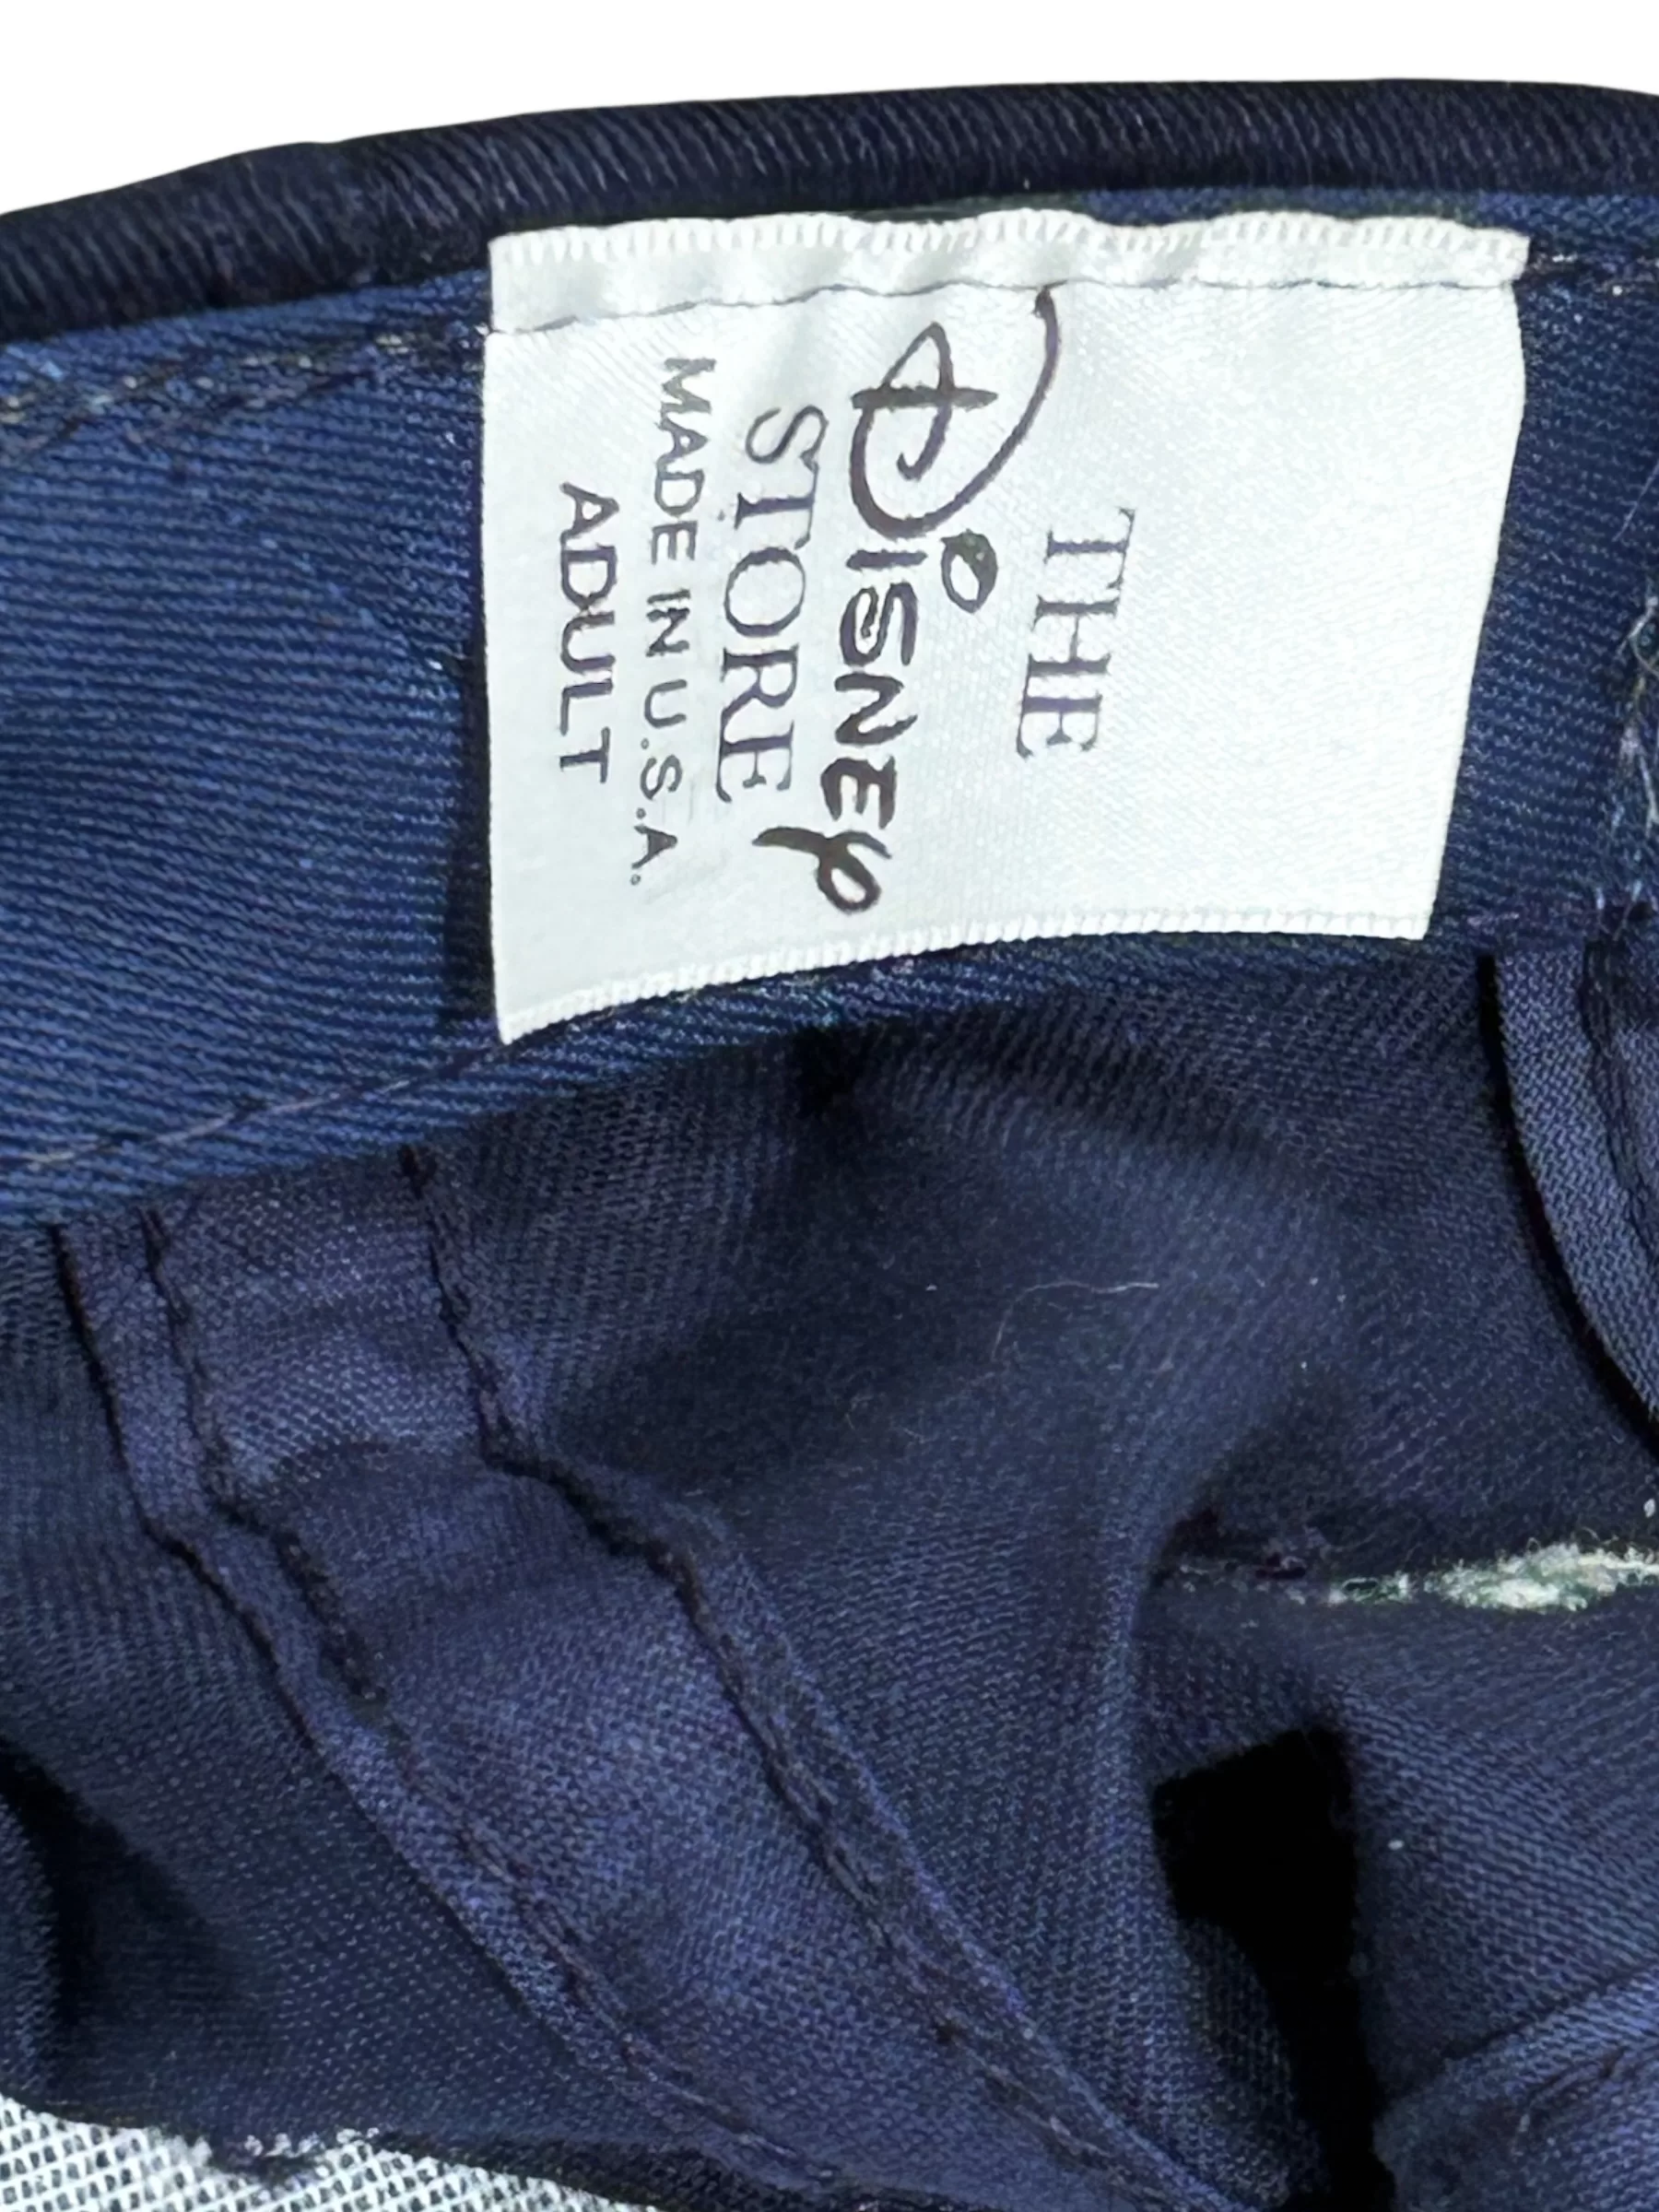 THE
Disney
STORE
MADE IN U.S.A.
ADULT